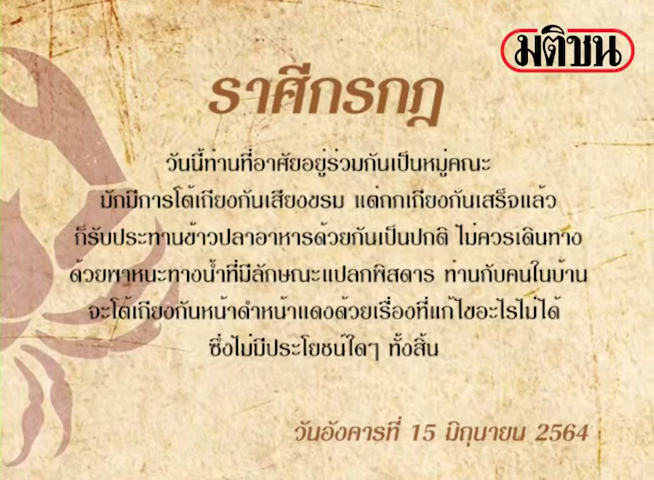 มติชน
ราศีกรกฎ
วันนี้ท่านที่อาศัยอยู่ร่วมกันเป็นหมู่คณะ
มักมีการโต้เถียงกันเสียงขรม แต่ถกเถียงกันเสร็จแล้ว
ก็รับประทานข้าวปลาอาหารด้วยกันเป็นปกติ ไม่ควรเดินทาง
ด้วยพาหนะทางน้ำที่มีลักษณะแปลกพิสดาร ท่านกับคนในบ้าน
จะโต้เถียงกันหน้าดำหน้าแดงด้วยเรื่องที่แก้ไขอะไรไม่ได้
ซึ่งไม่มีประโยชน์ใดๆ ทั้งสิ้น
วันอังคารที่ 15 มิถุนายน 2564